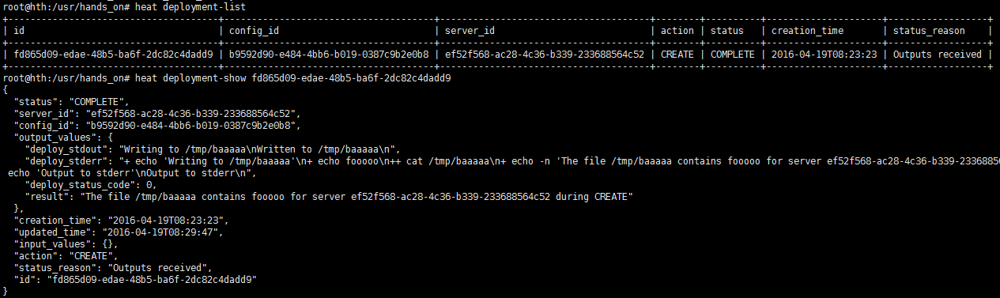 root@hth:/usr/hands_on# heat deployment-list
+--------------------------------------+--------------------------------------+--------------------------------------+--------+----------+---------------------+------------------+
| id                                   | config_id                            | server_id                            | action | status   | creation_time       | status_reason    |
+--------------------------------------+--------------------------------------+--------------------------------------+--------+----------+---------------------+------------------+
| fd865d09-edae-48b5-ba6f-2dc82c4dadd9 | b9592d90-e484-4bb6-b019-0387c9b2e0b8 | ef52f568-ac28-4c36-b339-233688564c52 | CREATE | COMPLETE | 2016-04-19T08:23:23 | Outputs received |
+--------------------------------------+--------------------------------------+--------------------------------------+--------+----------+---------------------+------------------+
root@hth:/usr/hands_on# heat deployment-show fd865d09-edae-48b5-ba6f-2dc82c4dadd9
{
  "status": "COMPLETE",
  "server_id": "ef52f568-ac28-4c36-b339-233688564c52",
  "config_id": "b9592d90-e484-4bb6-b019-0387c9b2e0b8",
  "output_values": {
    "deploy_stdout": "Writing to /tmp/baaaaa\nWritten to /tmp/baaaaa\n",
    "deploy_stderr": "+ echo 'Writing to /tmp/baaaaa'\n+ echo fooooo\n++ cat /tmp/baaaaa\n+ echo -n 'The file /tmp/baaaaa contains fooooo for server ef52f568-ac28-4c36-b339-2336885
 echo 'Output to stderr'\nOutput to stderr\n",
    "deploy_status_code": 0,
    "result": "The file /tmp/baaaaa contains fooooo for server ef52f568-ac28-4c36-b339-233688564c52 during CREATE"
  },
  "creation_time": "2016-04-19T08:23:23",
  "updated_time": "2016-04-19T08:29:47",
  "input_values": {},
  "action": "CREATE",
  "status_reason": "Outputs received",
  "id": "fd865d09-edae-48b5-ba6f-2dc82c4dadd9"
}